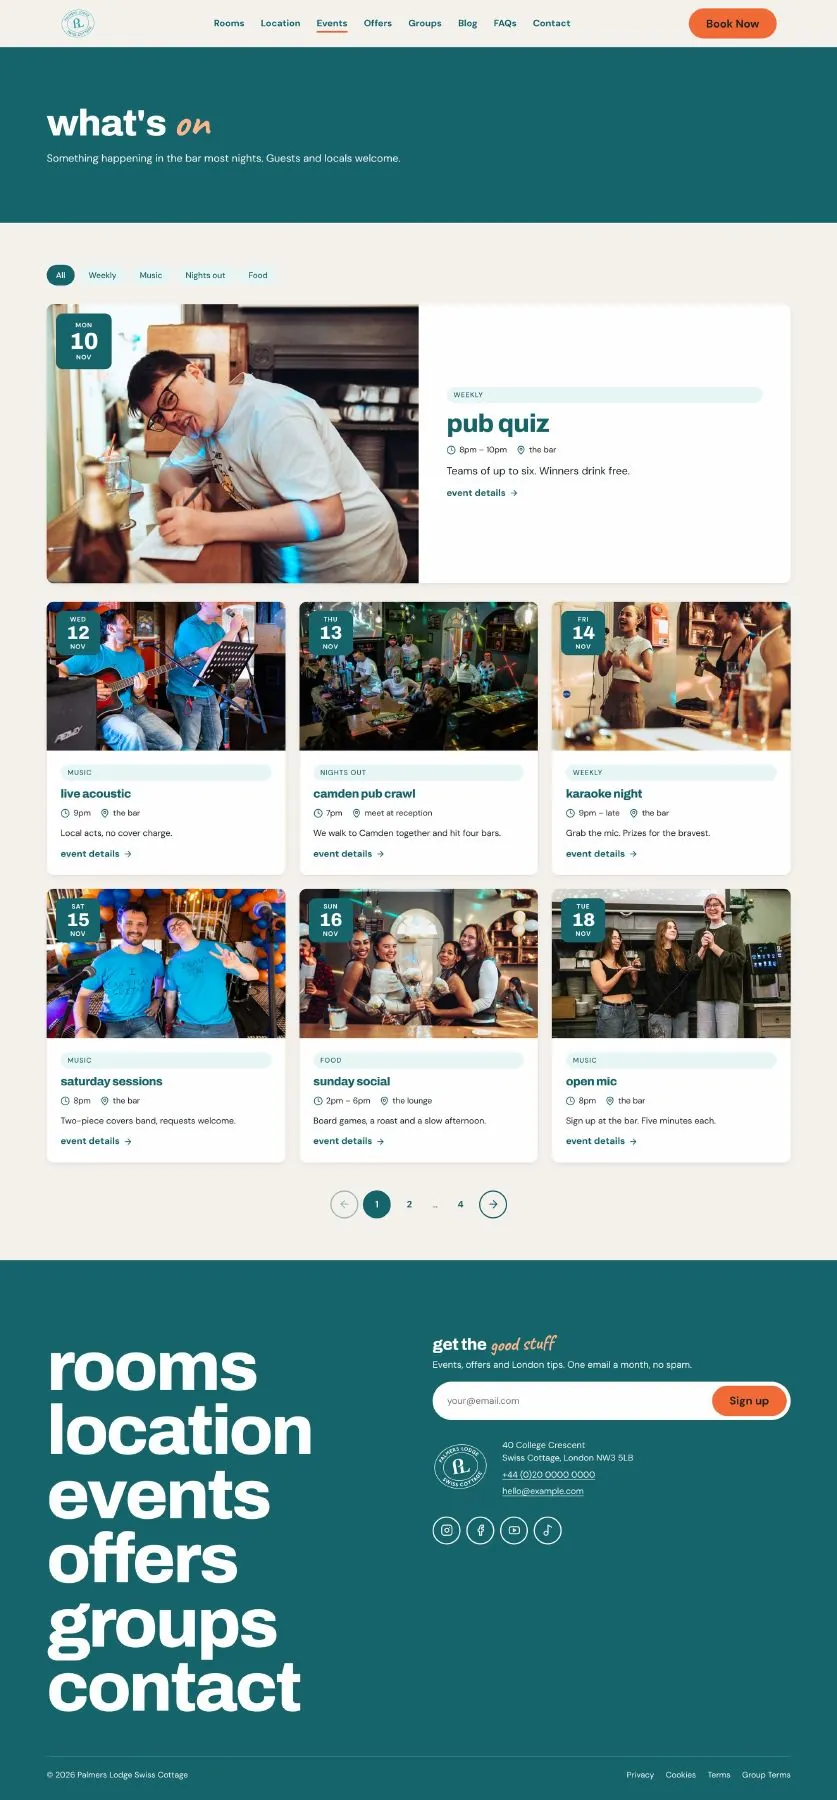 PALMERS LODGE
PL
SWISS COTTAGE
Rooms
Location
Events
Offers
Groups
Blog
FAQs
Contact
Book Now
what's on
Something happening in the bar most nights. Guests and locals welcome.
All
Weekly
Music
Nights out
Food
MON
10
NOV
WEEKLY
pub quiz
8pm – 10pm
the bar
Teams of up to six. Winners drink free.
event details →
WED
12
NOV
PEAVEY
MUSIC
live acoustic
9pm
the bar
Local acts, no cover charge.
event details →
THU
13
NOV
NIGHTS OUT
camden pub crawl
7pm
meet at reception
We walk to Camden together and hit four bars.
event details →
FRI
14
NOV
WEEKLY
karaoke night
9pm – late
the bar
Grab the mic. Prizes for the bravest.
event details →
SAT
15
NOV
MUSIC
saturday sessions
8pm
the bar
Two-piece covers band, requests welcome.
event details →
SUN
16
NOV
FOOD
sunday social
2pm – 6pm
the lounge
Board games, a roast and a slow afternoon.
event details →
TUE
18
NOV
MUSIC
open mic
8pm
the bar
Sign up at the bar. Five minutes each.
event details →
← 1 2 … 4 →
rooms
location
events
offers
groups
contact
get the good stuff
Events, offers and London tips. One email a month, no spam.
your@email.com
Sign up
PALMERS LODGE
PL
SWISS COTTAGE
40 College Crescent
Swiss Cottage, London NW3 5LB
+44 (0)20 0000 0000
hello@example.com
© 2026 Palmers Lodge Swiss Cottage
Privacy
Cookies
Terms
Group Terms